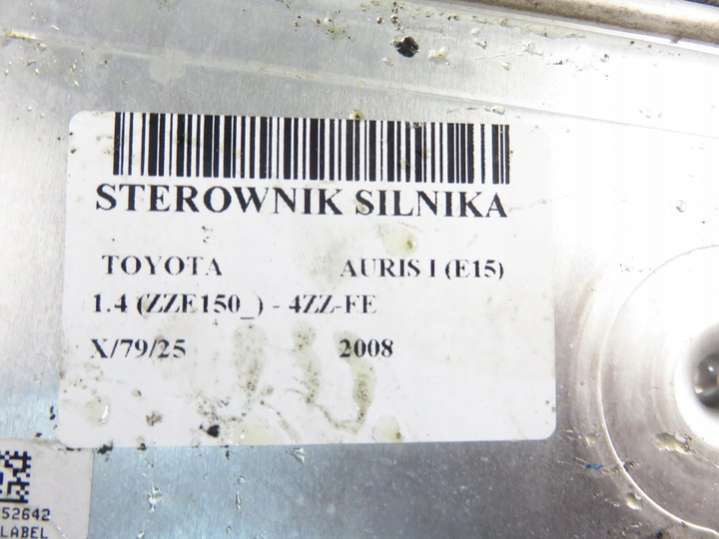 STEROWNIK SILNIKA
TOYOTA AURIS I (E15)
1.4 (ZZE150_) - 4ZZ-FE
X/79/25 2008
52642
LABEL